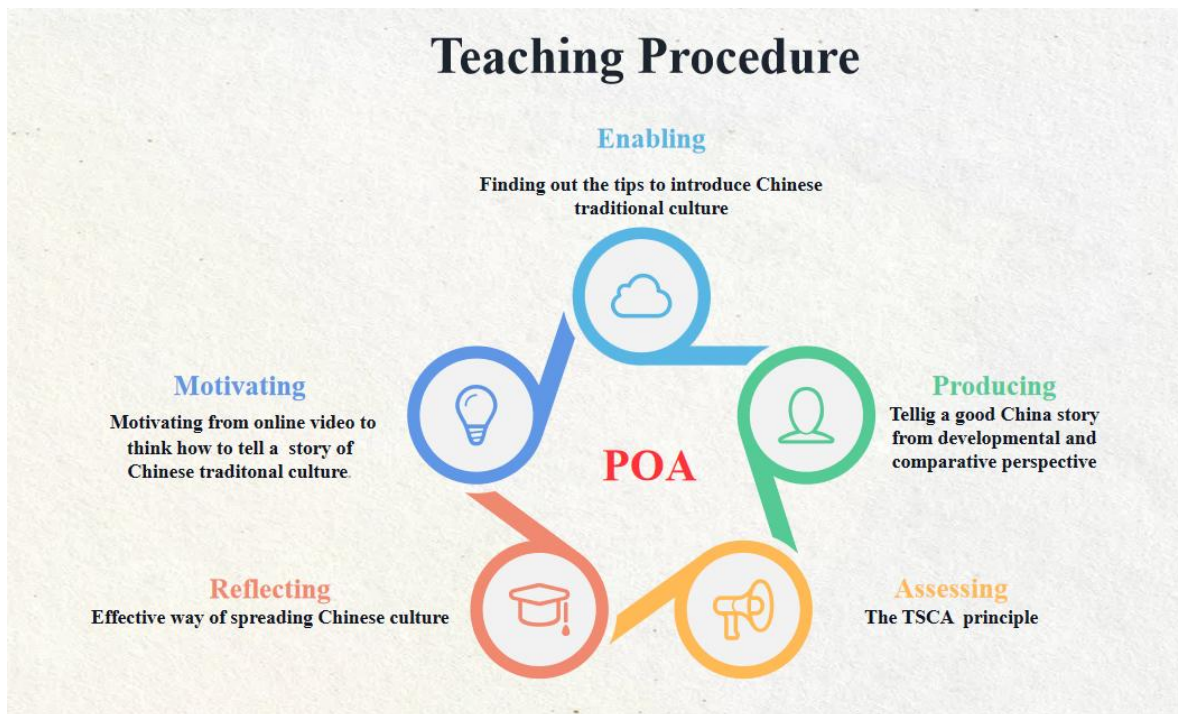 Teaching Procedure
Enabling
Finding out the tips to introduce Chinese
traditional culture
Motivating
Motivating from online video to
think how to tell a story of
Chinese traditonal culture.
Producing
Tellig a good China story
from developmental and
comparative perspective
POA
Reflecting
Effective way of spreading Chinese culture
Assessing
The TSCA principle